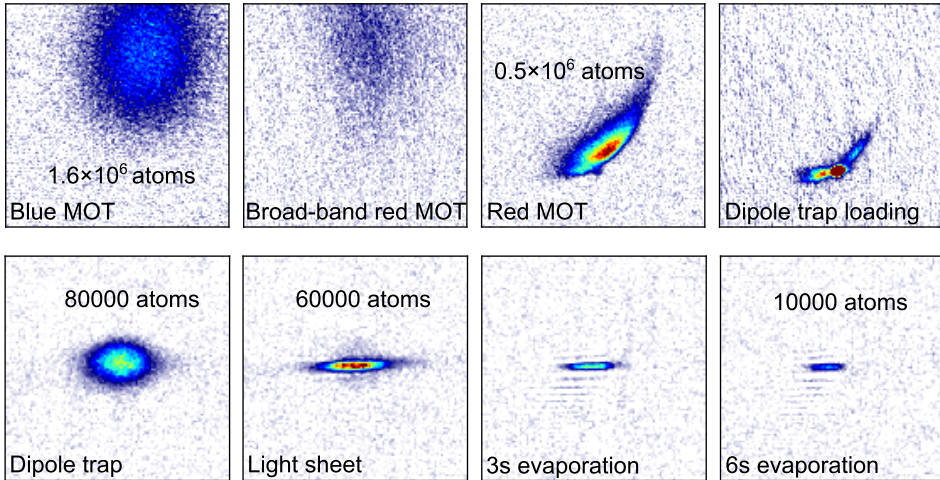 1.6×10⁶ atoms
Blue MOT
Broad-band red MOT
0.5×10⁶ atoms
Red MOT
Dipole trap loading
80000 atoms
Dipole trap
60000 atoms
Light sheet
3s evaporation
10000 atoms
6s evaporation